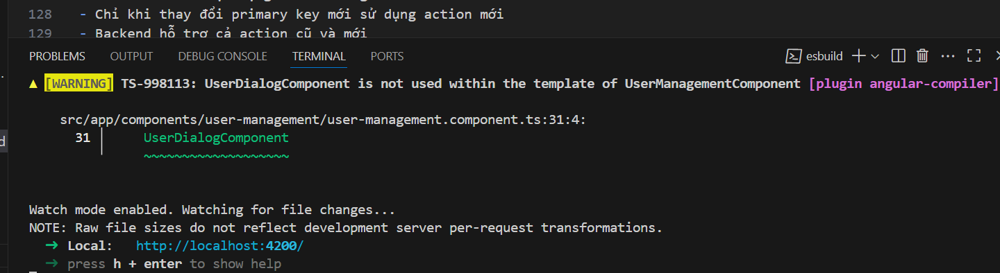 128 - Chỉ khi thay đổi primary key mới sử dụng action mới
129 - Backend hỗ trợ cả action cũ và mới
PROBLEMS OUTPUT DEBUG CONSOLE TERMINAL PORTS esbuild
▲ [WARNING] TS-998113: UserDialogComponent is not used within the template of UserManagementComponent [plugin angular-compiler]
src/app/components/user-management/user-management.component.ts:31:4:
31 │ UserDialogComponent
~~~~~~~~~~~~~~~~~~~
Watch mode enabled. Watching for file changes...
NOTE: Raw file sizes do not reflect development server per-request transformations.
➜ Local: http://localhost:4200/
➜ press h + enter to show help